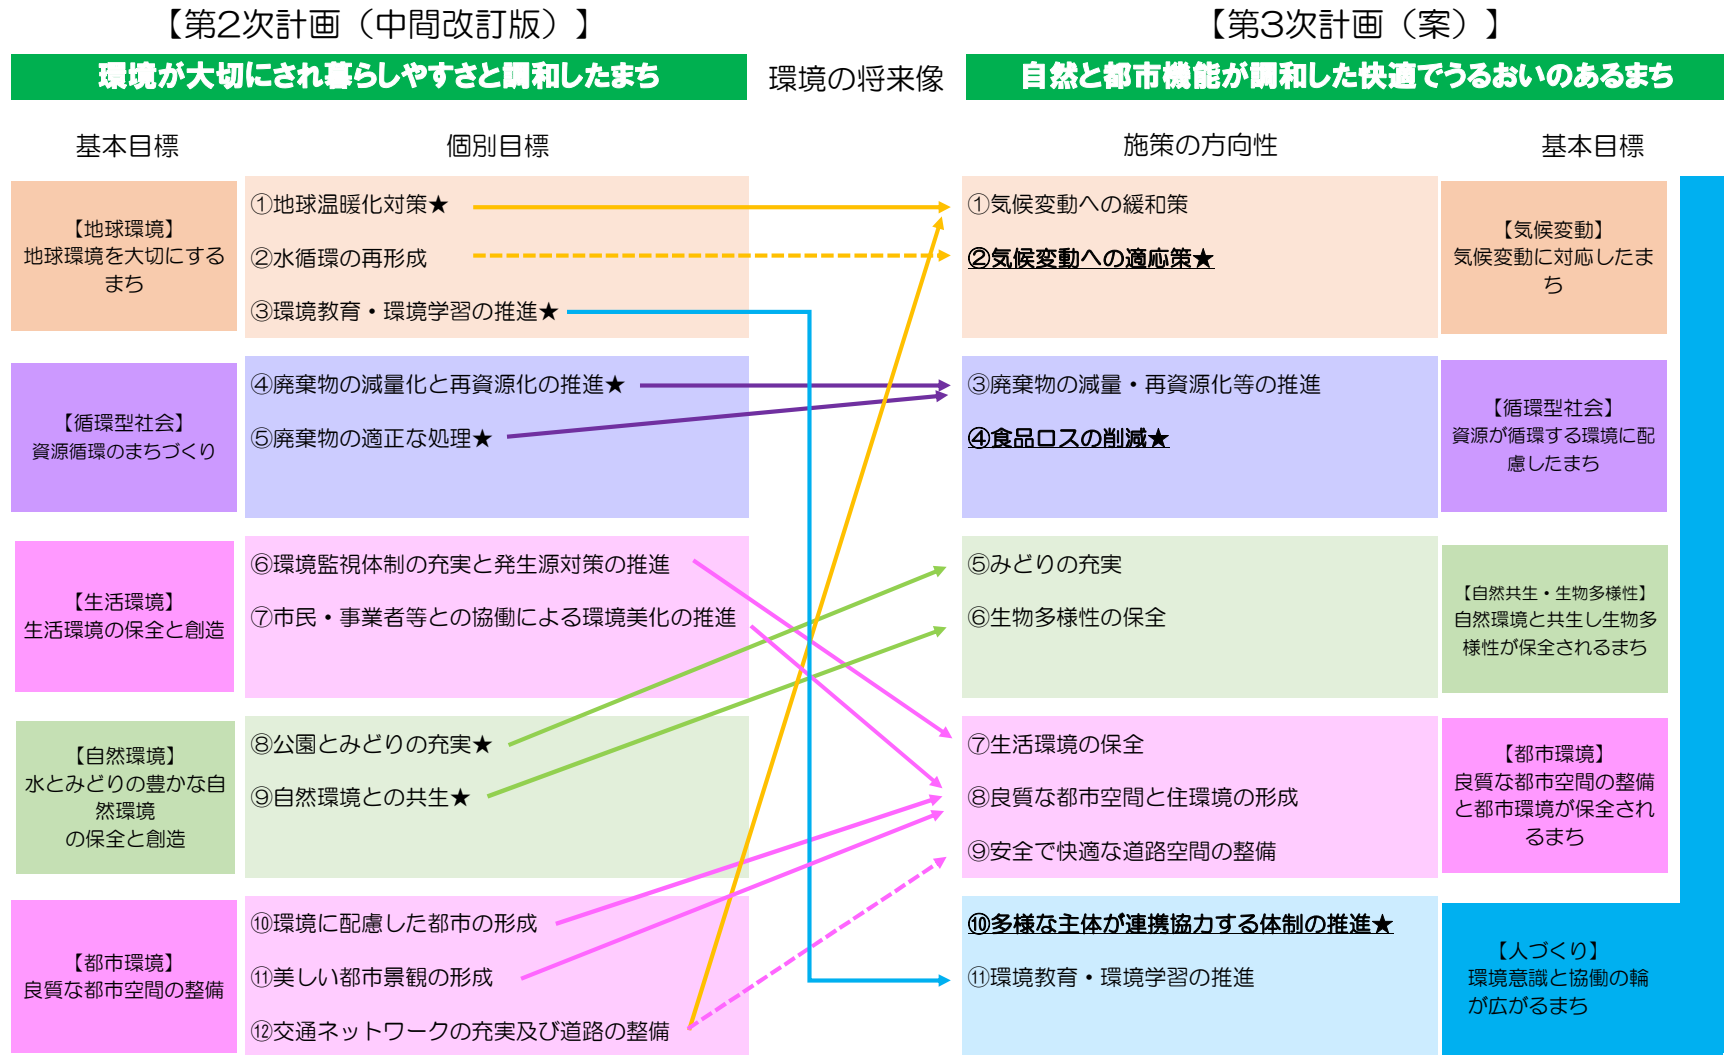 【第2次計画（中間改訂版）】
環境が大切にされ暮らしやすさと調和したまち
環境の将来像
【第3次計画（案）】
自然と都市機能が調和した快適でうるおいのあるまち
基本目標
個別目標
【地球環境】
地球環境を大切にする
まち
①地球温暖化対策★
②水循環の再形成
③環境教育・環境学習の推進★
【循環型社会】
資源循環のまちづくり
④廃棄物の減量化と再資源化の推進★
⑤廃棄物の適正な処理★
【生活環境】
生活環境の保全と創造
⑥環境監視体制の充実と発生源対策の推進
⑦市民・事業者等との協働による環境美化の推進
【自然環境】
水とみどりの豊かな自
然環境
の保全と創造
⑧公園とみどりの充実★
⑨自然環境との共生★
【都市環境】
良質な都市空間の整備
⑩環境に配慮した都市の形成
⑪美しい都市景観の形成
⑫交通ネットワークの充実及び道路の整備
施策の方向性
基本目標
①気候変動への緩和策
②気候変動への適応策★
【気候変動】
気候変動に対応したま
ち
③廃棄物の減量・再資源化等の推進
④食品ロスの削減★
【循環型社会】
資源が循環する環境に配
慮したまち
⑤みどりの充実
⑥生物多様性の保全
【自然共生・生物多様性】
自然環境と共生し生物多
様性が保全されるまち
⑦生活環境の保全
⑧良質な都市空間と住環境の形成
⑨安全で快適な道路空間の整備
【都市環境】
良質な都市空間の整備
と都市環境が保全され
るまち
⑩多様な主体が連携協力する体制の推進★
⑪環境教育・環境学習の推進
【人づくり】
環境意識と協働の輪
が広がるまち